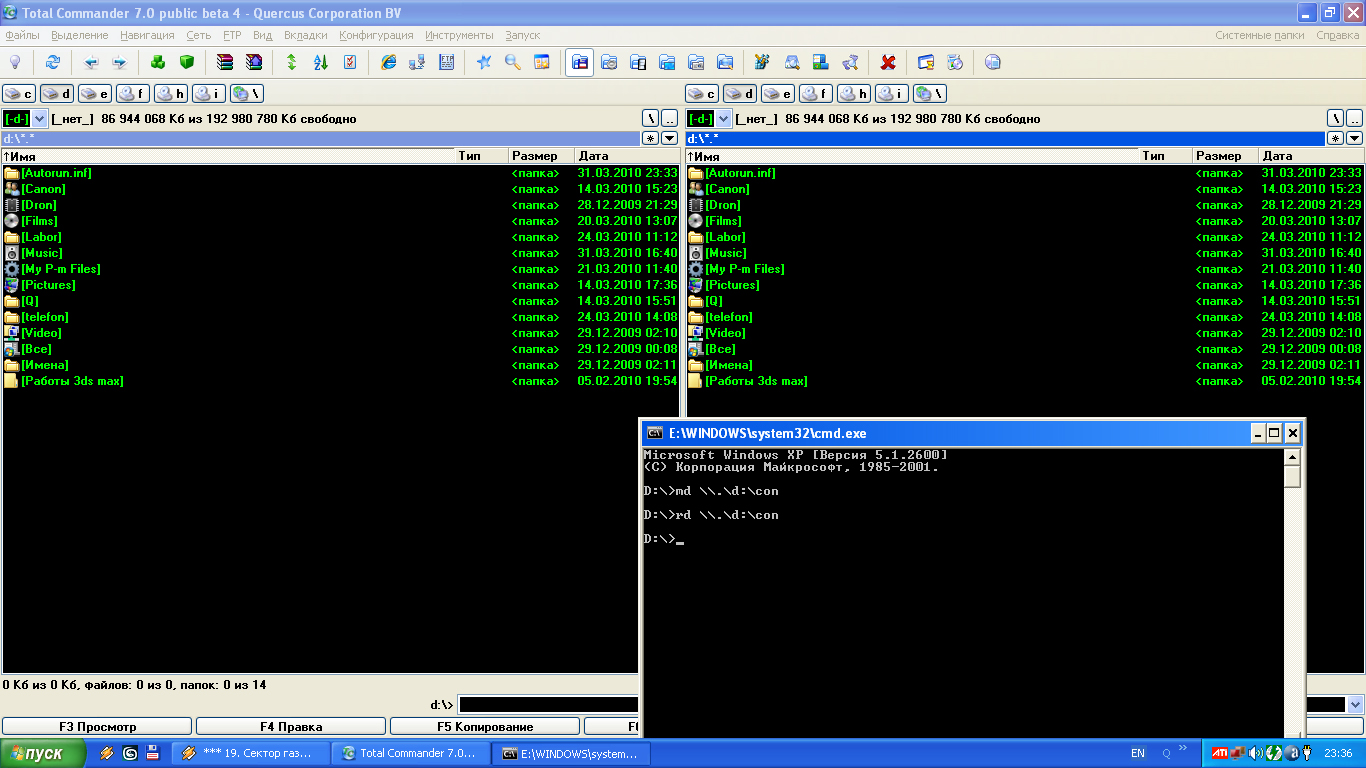 Total Commander 7.0 public beta 4 - Quercus Corporation BV
Файлы Выделение Навигация Сеть FTP Вид Вкладки Конфигурация Инструменты Запуск Системные папки Справка
c d e f h i \ c d e f h i \
[-d-] [_нет_] 86 944 068 Кб из 192 980 780 Кб свободно \ .. [-d-] [_нет_] 86 944 068 Кб из 192 980 780 Кб свободно \ ..
d:\*.* * d:\*.* *
↑Имя Тип Размер Дата ↑Имя Тип Размер Дата
[Autorun.inf] <папка> 31.03.2010 23:33 [Autorun.inf] <папка> 31.03.2010 23:33
[Canon] <папка> 14.03.2010 15:23 [Canon] <папка> 14.03.2010 15:23
[Dron] <папка> 28.12.2009 21:29 [Dron] <папка> 28.12.2009 21:29
[Films] <папка> 20.03.2010 13:07 [Films] <папка> 20.03.2010 13:07
[Labor] <папка> 24.03.2010 11:12 [Labor] <папка> 24.03.2010 11:12
[Music] <папка> 31.03.2010 16:40 [Music] <папка> 31.03.2010 16:40
[My P-m Files] <папка> 21.03.2010 11:40 [My P-m Files] <папка> 21.03.2010 11:40
[Pictures] <папка> 14.03.2010 17:36 [Pictures] <папка> 14.03.2010 17:36
[Q] <папка> 14.03.2010 15:51 [Q] <папка> 14.03.2010 15:51
[telefon] <папка> 24.03.2010 14:08 [telefon] <папка> 24.03.2010 14:08
[Video] <папка> 29.12.2009 02:10 [Video] <папка> 29.12.2009 02:10
[Все] <папка> 29.12.2009 00:08 [Все] <папка> 29.12.2009 00:08
[Имена] <папка> 29.12.2009 02:11 [Имена] <папка> 29.12.2009 02:11
[Работы 3ds max] <папка> 05.02.2010 19:54 [Работы 3ds max] <папка> 05.02.2010 19:54
E:\WINDOWS\system32\cmd.exe
Microsoft Windows XP [Версия 5.1.2600]
(C) Корпорация Майкрософт, 1985-2001.
D:\>md \\.\d:\con
D:\>rd \\.\d:\con
D:\>_
0 Кб из 0 Кб, файлов: 0 из 0, папок: 0 из 14
d:\>
F3 Просмотр F4 Правка F5 Копирование
пуск *** 19. Сектор газ... Total Commander 7.0... E:\WINDOWS\system... EN ATI 23:36